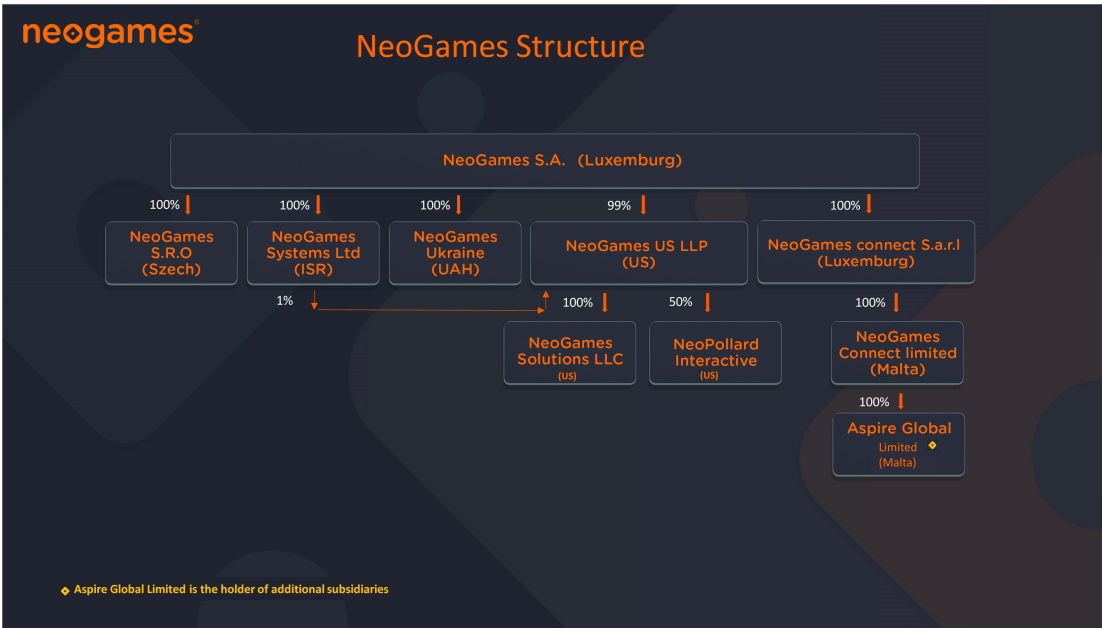 neogames®
NeoGames Structure
NeoGames S.A. (Luxemburg)
100%
100%
100%
99%
100%
NeoGames
S.R.O
(Szech)
NeoGames
Systems Ltd
(ISR)
NeoGames
Ukraine
(UAH)
NeoGames US LLP
(US)
NeoGames connect S.a.r.l
(Luxemburg)
1%
100%
50%
100%
NeoGames
Solutions LLC
(US)
NeoPollard
Interactive
(US)
NeoGames
Connect limited
(Malta)
100%
Aspire Global
Limited
(Malta)
Aspire Global Limited is the holder of additional subsidiaries